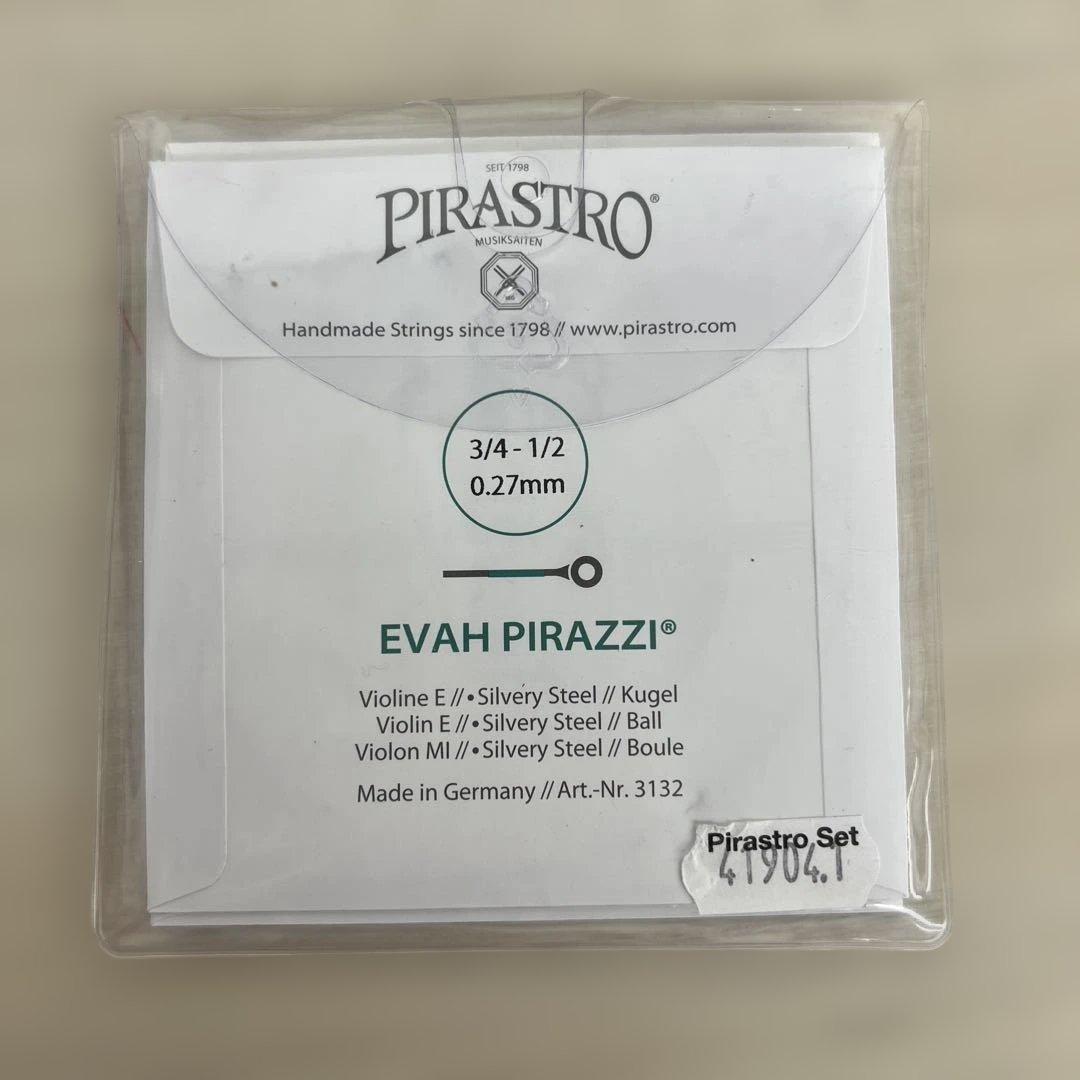 SEIT 1798
PIRASTRO®
MUSIKSAITEN
Handmade Strings since 1798 // www.pirastro.com
3/4 - 1/2
0.27mm
EVAH PIRAZZI®
Violine E // • Silvery Steel // Kugel
Violin E // • Silvery Steel // Ball
Violon MI // • Silvery Steel // Boule
Made in Germany // Art.-Nr. 3132
Pirastro Set
41904.1